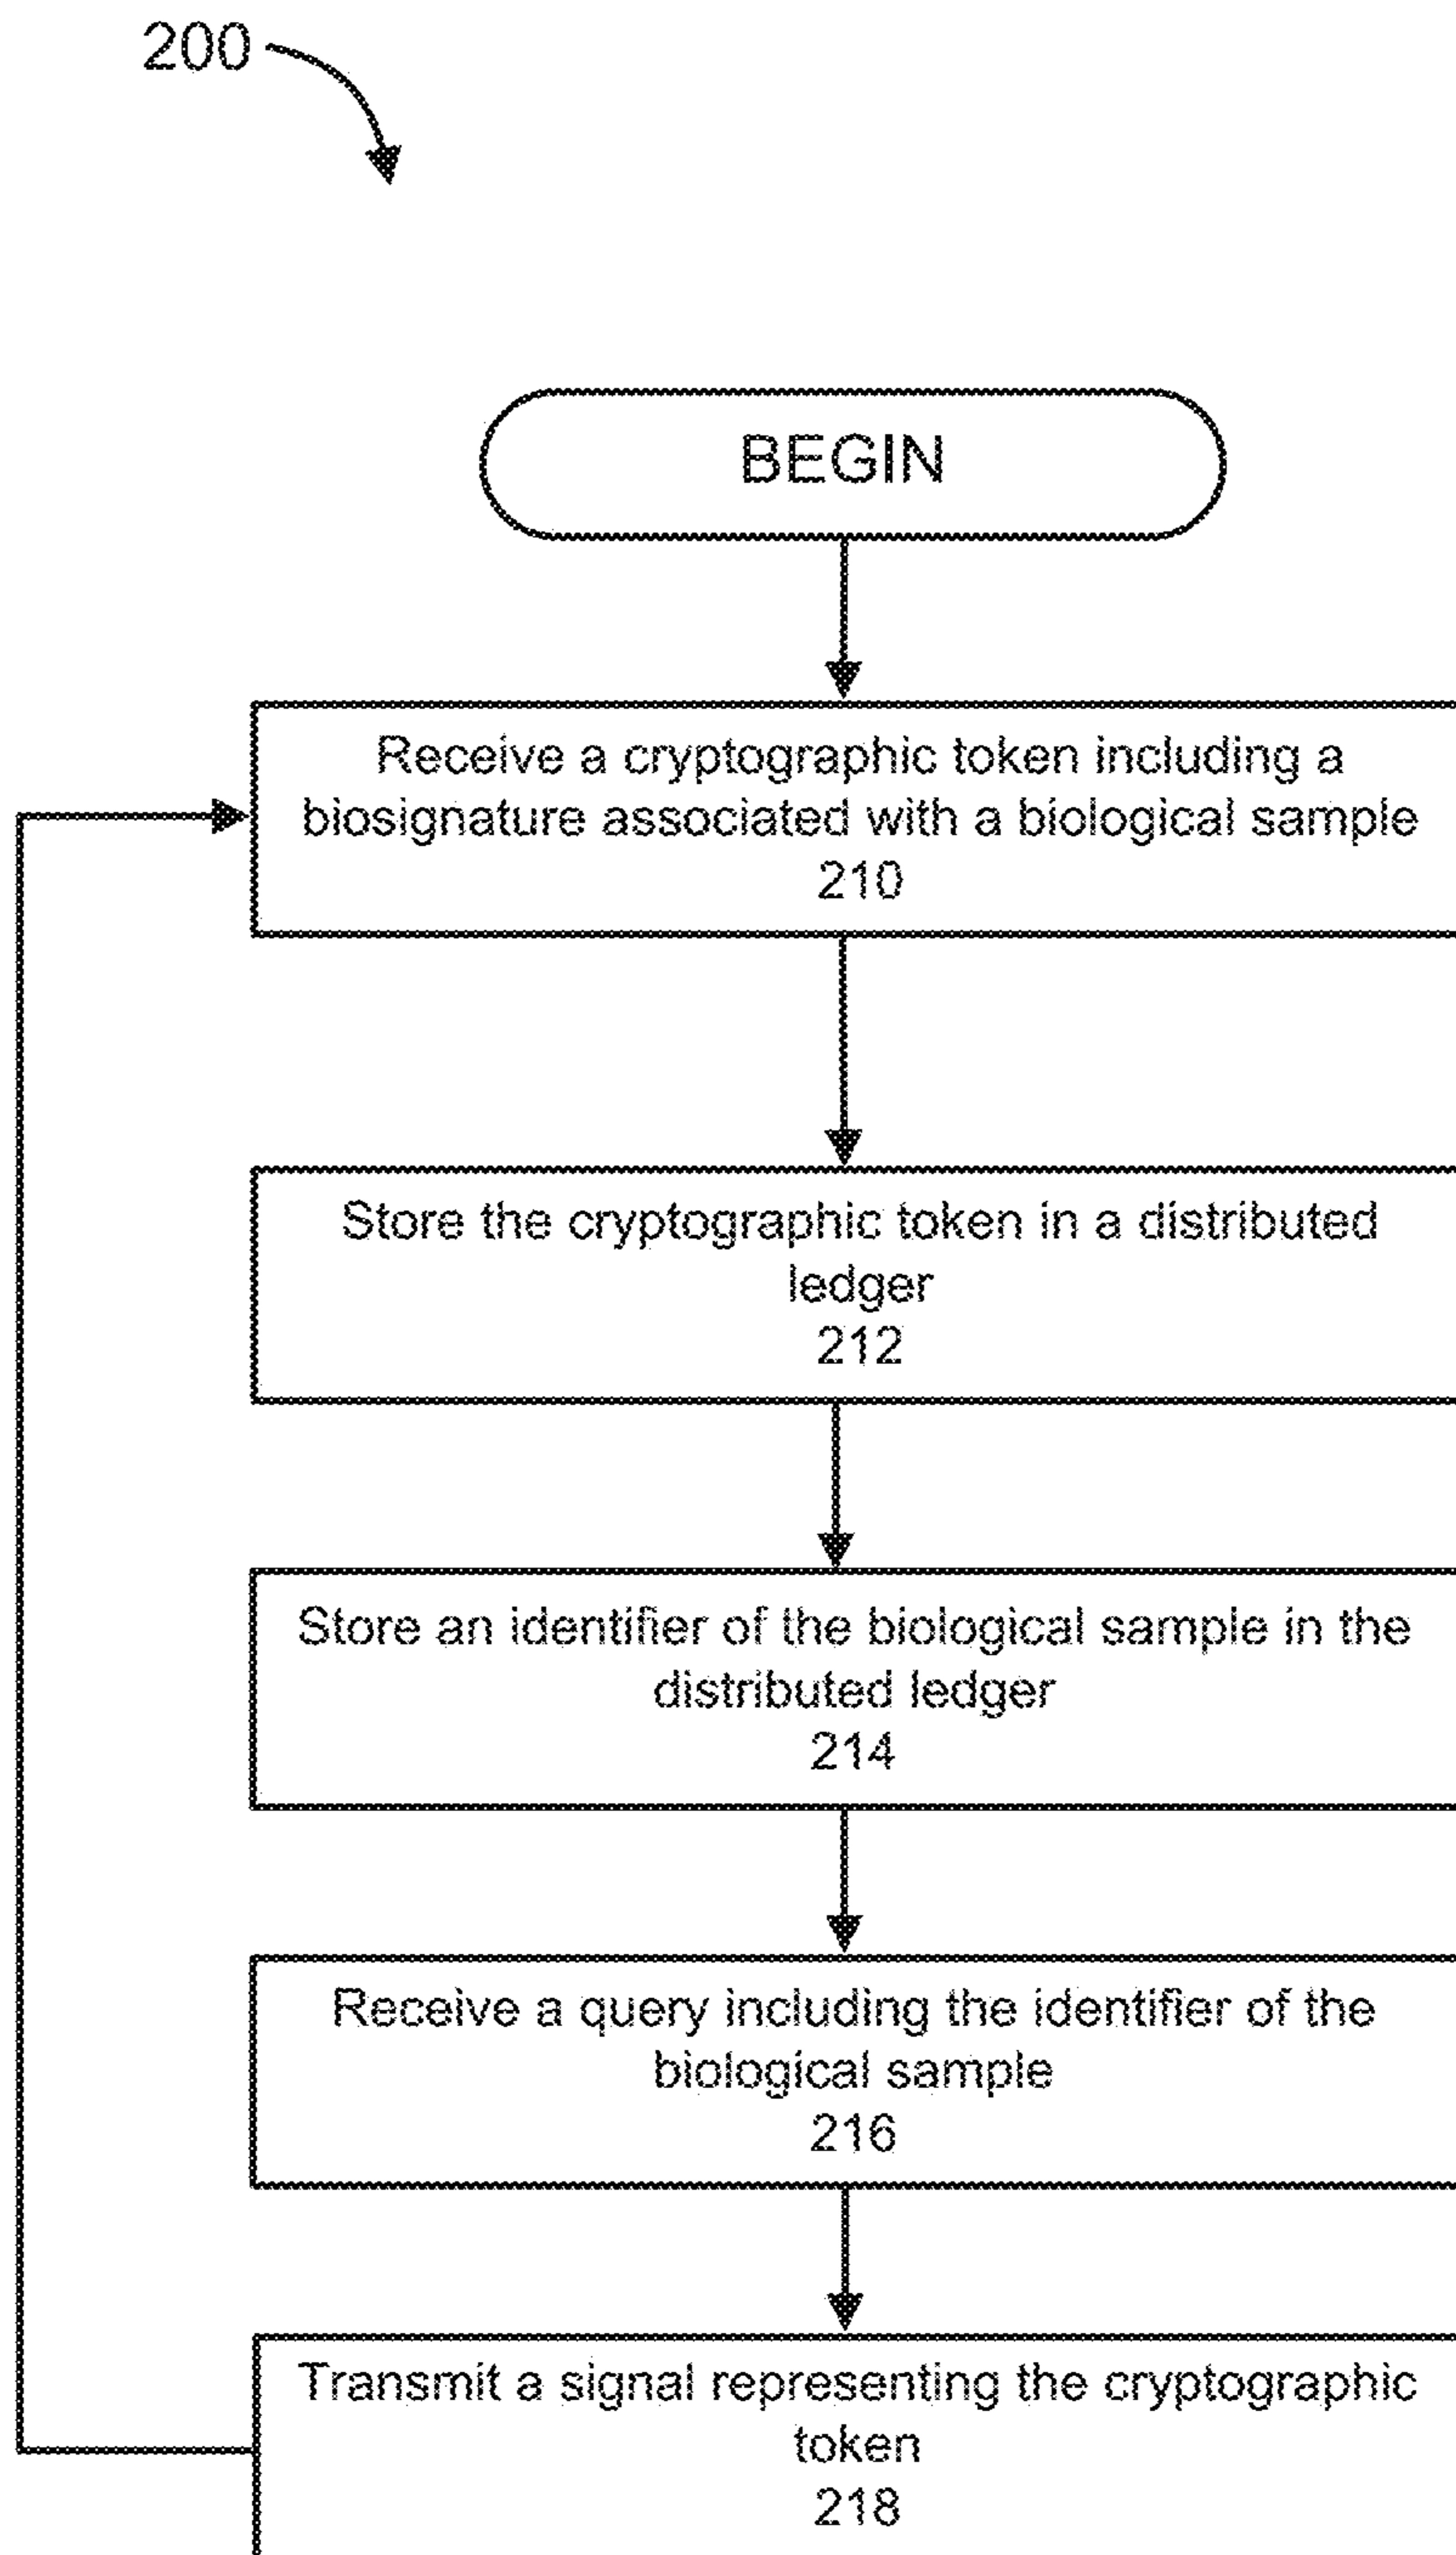 200
BEGIN
Receive a cryptographic token including a
biosignature associated with a biological sample
210
Store the cryptographic token in a distributed
ledger
212
Store an identifier of the biological sample in the
distributed ledger
214
Receive a query including the identifier of the
biological sample
216
Transmit a signal representing the cryptographic
token
218